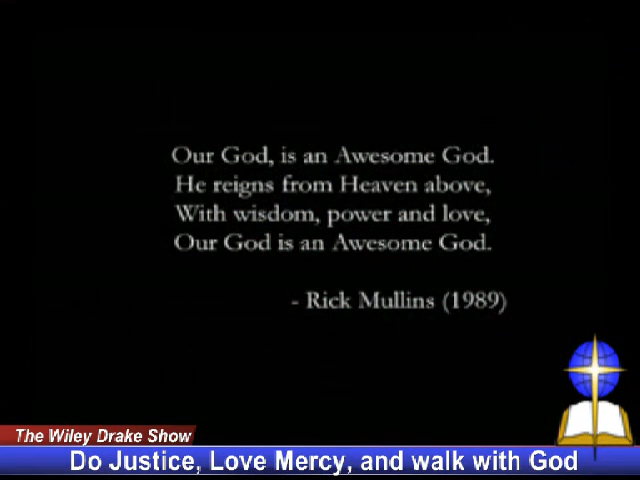 Our God, is an Awesome God.
He reigns from Heaven above,
With wisdom, power and love,
Our God is an Awesome God.
- Rick Mullins (1989)
The Wiley Drake Show
Do Justice, Love Mercy, and walk with God